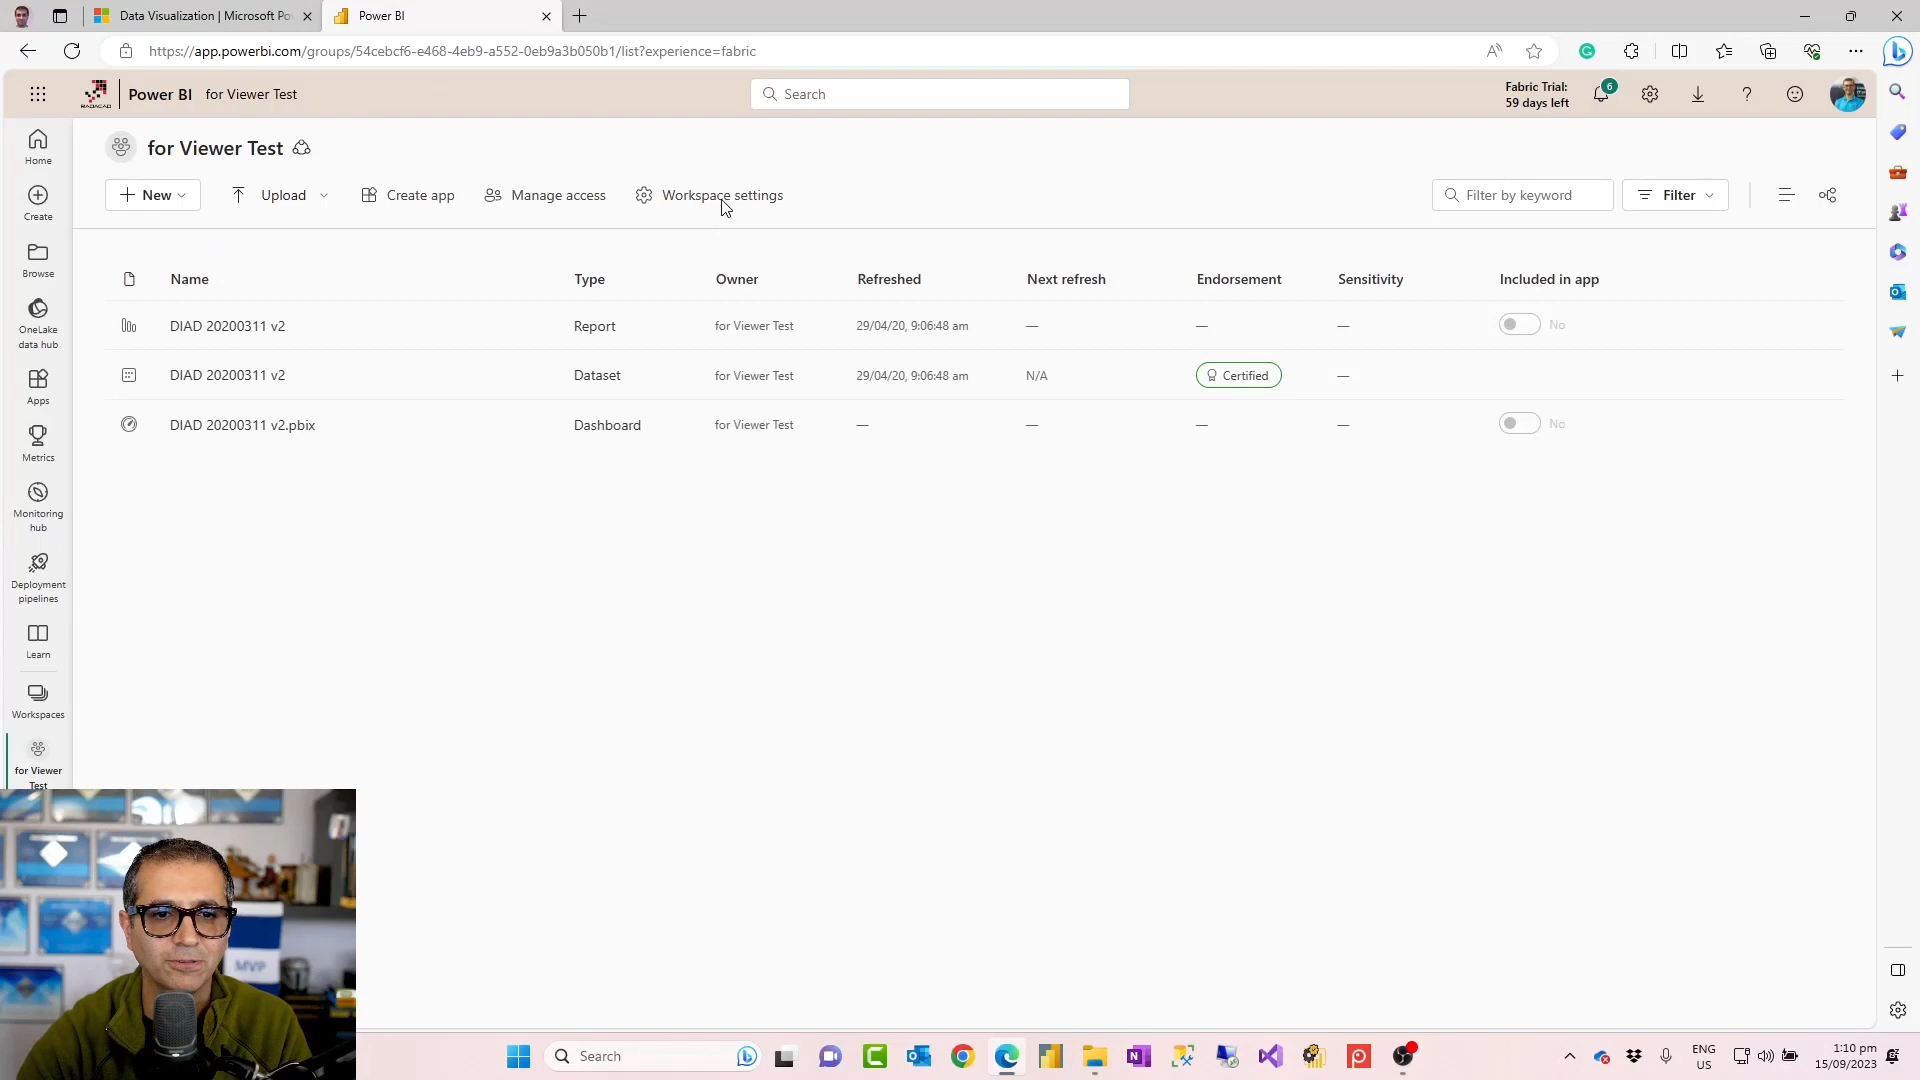 Data Visualization | Microsoft Po
Power BI
https://app.powerbi.com/groups/54cebcf6-e468-4eb9-a552-0eb9a3b050b1/list?experience=fabric
RADACAD
Power BI
for Viewer Test
Search
Fabric Trial:
59 days left
6
for Viewer Test
New
Upload
Create app
Manage access
Workspace settings
Filter by keyword
Filter
Home
Create
Browse
OneLake
data hub
Apps
Metrics
Monitoring
hub
Deployment
pipelines
Learn
Workspaces
for Viewer
Test
Name Type Owner Refreshed Next refresh Endorsement Sensitivity Included in app
DIAD 20200311 v2 Report for Viewer Test 29/04/20, 9:06:48 am — — — No
DIAD 20200311 v2 Dataset for Viewer Test 29/04/20, 9:06:48 am N/A Certified —
DIAD 20200311 v2.pbix Dashboard for Viewer Test — — — — No
MVP
Search
ENG
US
1:10 pm
15/09/2023